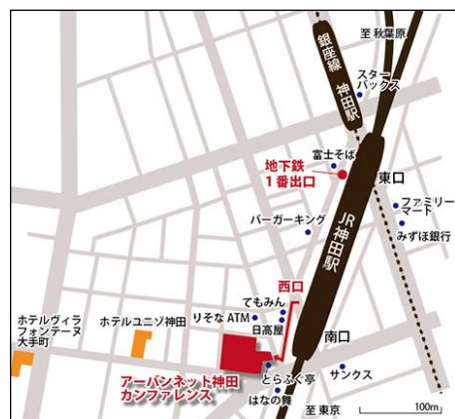 至 秋葉原
銀座線 神田駅
スター
バックス
富士そば
地下鉄
1番出口
東口
ファミリー
マート
みずほ銀行
バーガーキング
JR神田駅
西口
てもみん
りそな ATM
日高屋
ホテルヴィラ
フォンテーヌ
大手町
ホテルユニゾ神田
南口
アーバンネット神田
カンファレンス
とらふぐ亭
はなの舞
サンクス
至 東京
100m